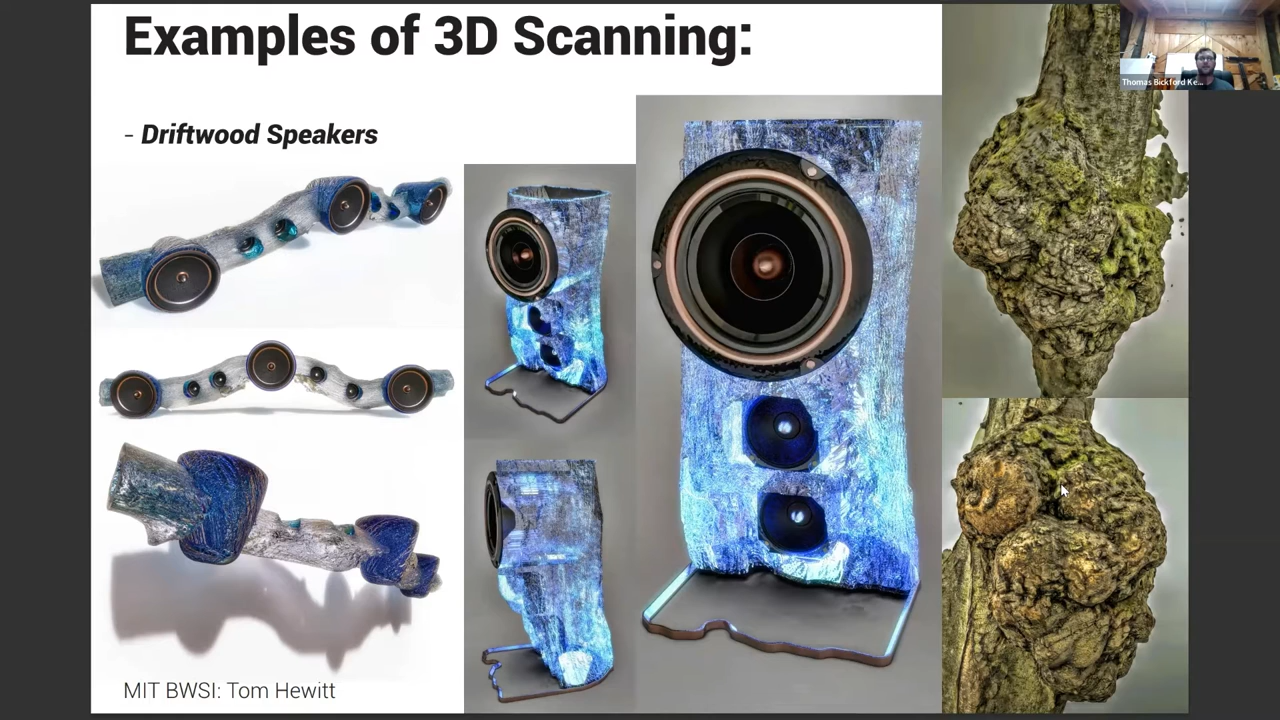 Examples of 3D Scanning:
- Driftwood Speakers
MIT BWSI: Tom Hewitt
Thomas Bickford Ke...